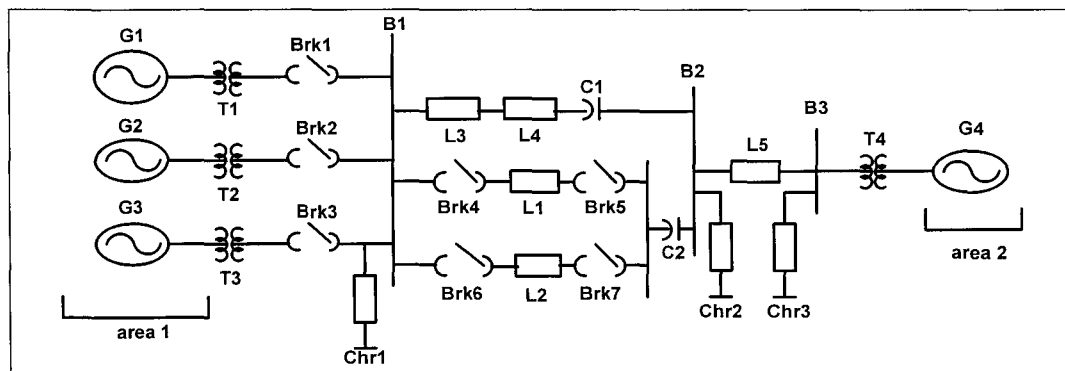 G1
Brk1
B1
T1
G2
Brk2
T2
G3
Brk3
T3
area 1
Chr1
L3
L4
C1
B2
Brk4
L1
Brk5
Brk6
L2
Brk7
C2
L5
B3
T4
G4
Chr2
Chr3
area 2